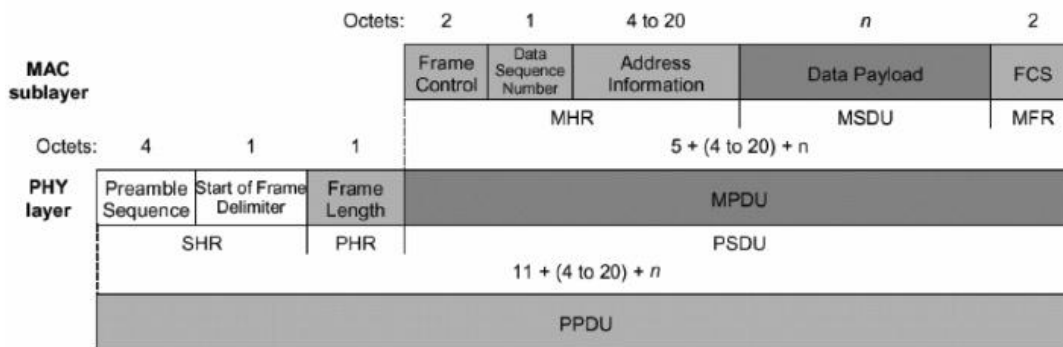 Octets: 2 1 4 to 20 n 2
MAC sublayer
Frame Control
Data Sequence Number
Address Information
Data Payload
FCS
MHR MSDU MFR
Octets: 4 1 1 5 + (4 to 20) + n
PHY layer
Preamble Sequence
Start of Frame Delimiter
Frame Length
MPDU
SHR PHR PSDU
11 + (4 to 20) + n
PPDU